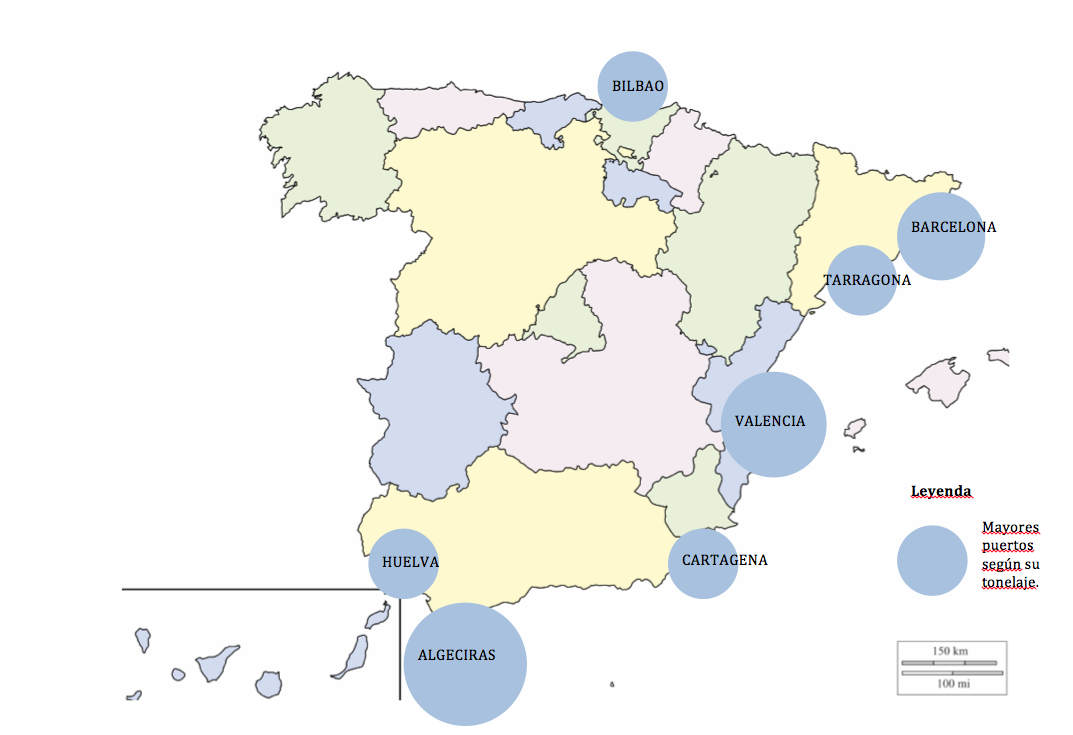 BILBAO
BARCELONA
TARRAGONA
VALENCIA
Leyenda
Mayores
puertos
según su
tonelaje.
HUELVA
CARTAGENA
ALGECIRAS
150 km
100 mi